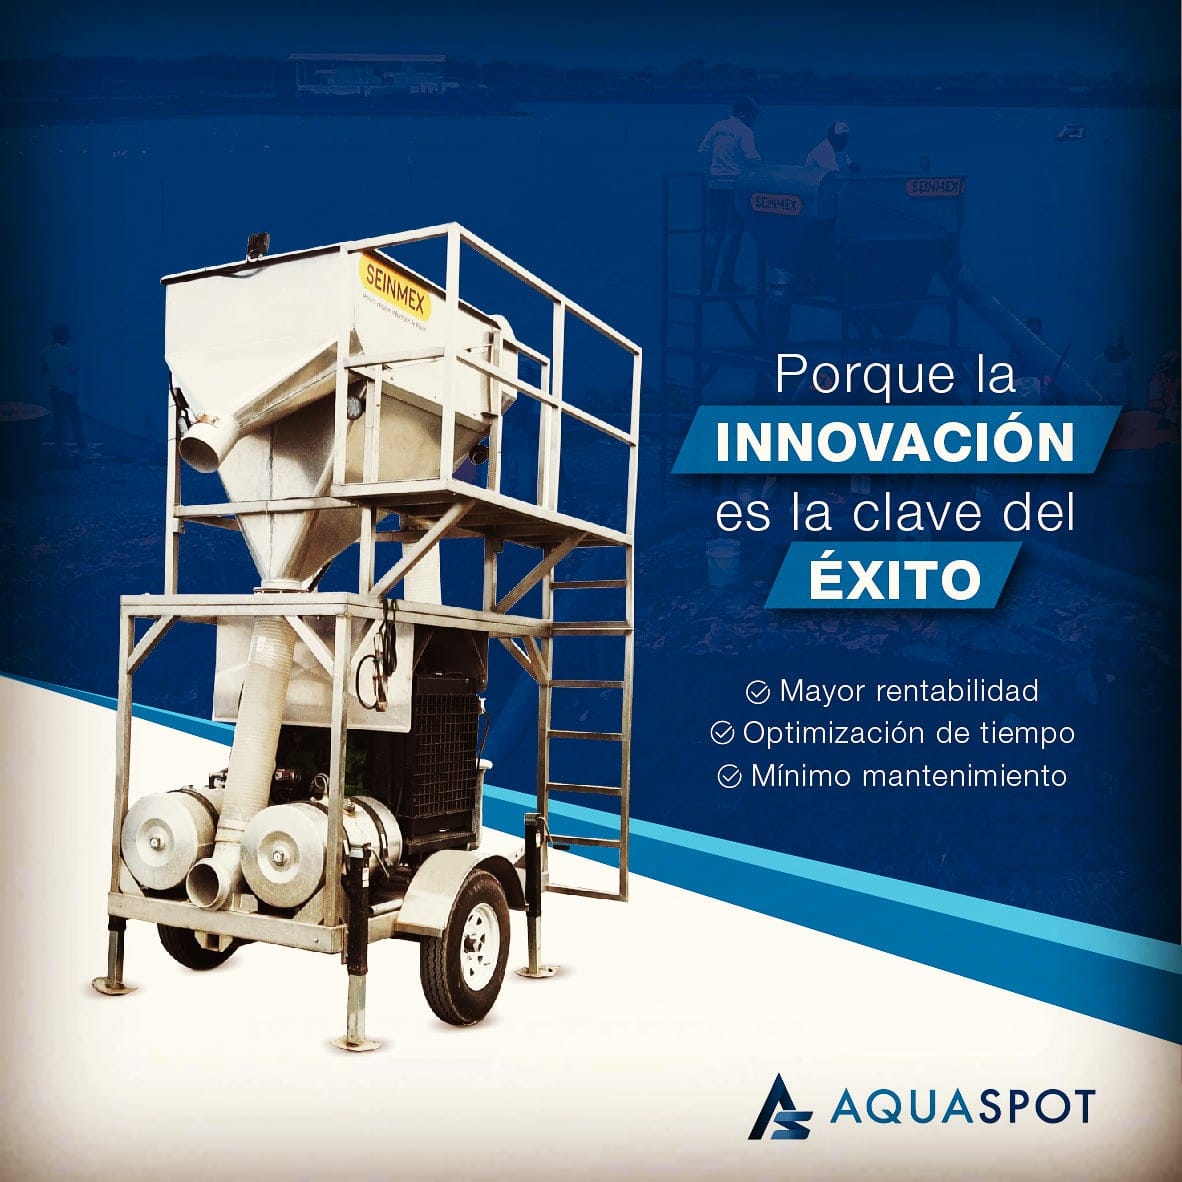 SEINMEX
SEINMEX
SEINMEX
Porque la
INNOVACIÓN
es la clave del
ÉXITO
Mayor rentabilidad
Optimización de tiempo
Mínimo mantenimiento
AQUASPOT